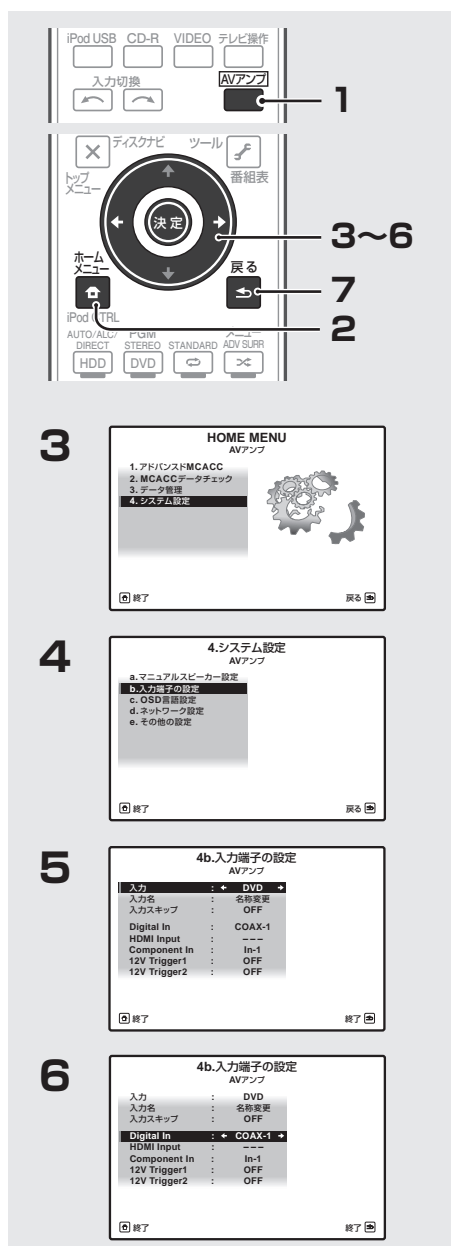 iPod USB CD-R VIDEO テレビ操作
入力切換 AVアンプ
1
ディスクナビ ツール
トップ
メニュー
番組表
決定
3〜6
ホーム
メニュー
戻る
7
2
iPod CTRL
AUTO/ALC/
DIRECT
PGM
STEREO STANDARD ADV SURR
メニュー
HDD DVD
3
HOME MENU
AVアンプ
1. アドバンスドMCACC
2. MCACCデータチェック
3. データ管理
4. システム設定
終了 戻る
4
4.システム設定
AVアンプ
a.マニュアルスピーカー設定
b.入力端子の設定
c. OSD言語設定
d. ネットワーク設定
e. その他の設定
終了 戻る
5
4b.入力端子の設定
AVアンプ
入力 : DVD
入力名 : 名称変更
入力スキップ : OFF
Digital In : COAX-1
HDMI Input : ---
Component In : In-1
12V Trigger1 : OFF
12V Trigger2 : OFF
終了 終了
6
4b.入力端子の設定
AVアンプ
入力 : DVD
入力名 : 名称変更
入力スキップ : OFF
Digital In : COAX-1
HDMI Input : ---
Component In : In-1
12V Trigger1 : OFF
12V Trigger2 : OFF
終了 終了